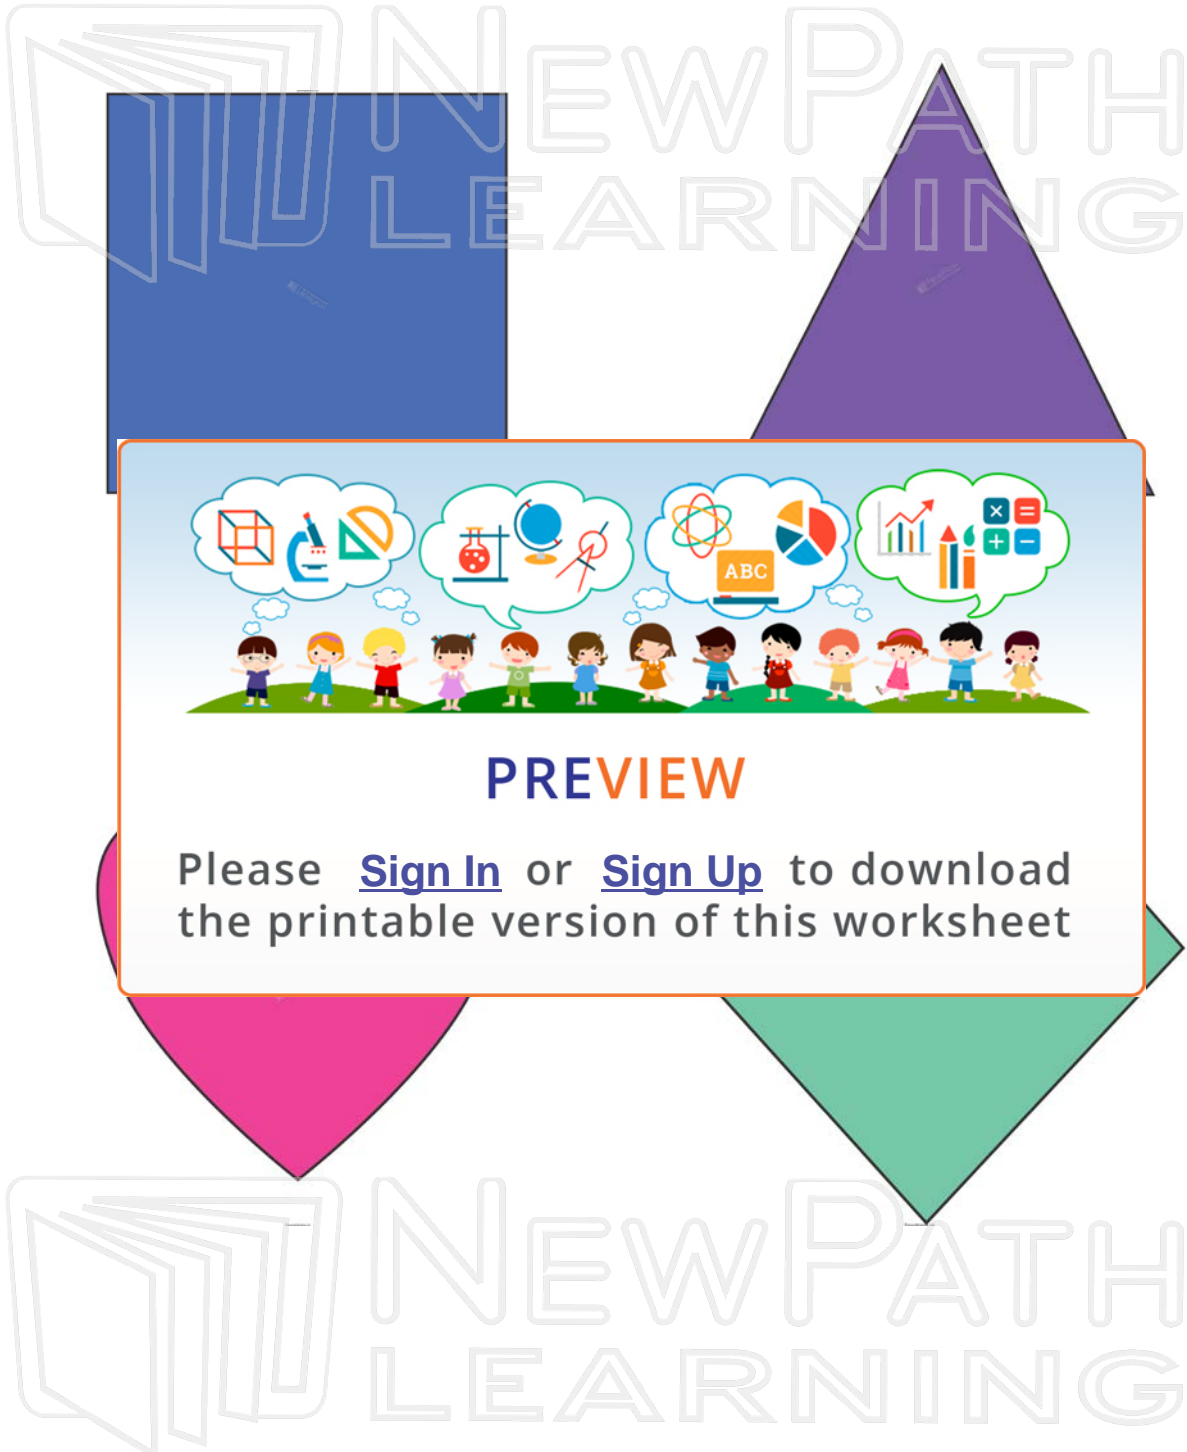 NEWPATH
LEARNING
ABC
PREVIEW
Please Sign In or Sign Up to download
the printable version of this worksheet
NEWPATH
LEARNING